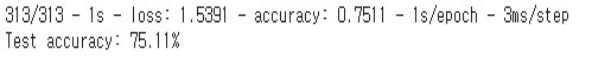 313/313 - 1s - loss: 1.5391 - accuracy: 0.7511 - 1s/epoch - 3ms/step
Test accuracy: 75.11%